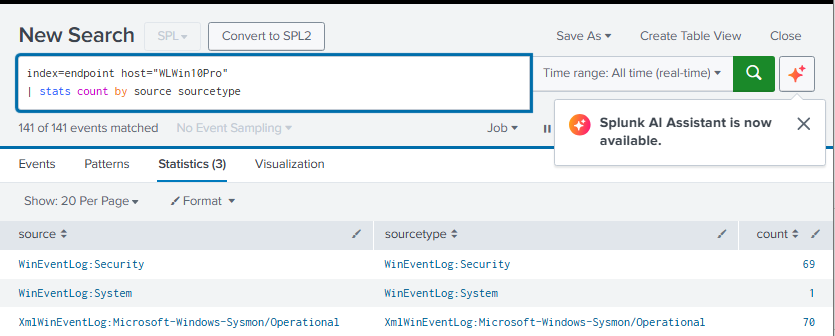 New Search
SPL
Convert to SPL2
Save As
Create Table View
Close
index=endpoint host="WLWin10Pro"
| stats count by source sourcetype
Time range: All time (real-time)
141 of 141 events matched
No Event Sampling
Job
Splunk AI Assistant is now
available.
Events
Patterns
Statistics (3)
Visualization
Show: 20 Per Page
Format
source
sourcetype
count
WinEventLog:Security WinEventLog:Security 69
WinEventLog:System WinEventLog:System 1
XmlWinEventLog:Microsoft-Windows-Sysmon/Operational XmlWinEventLog:Microsoft-Windows-Sysmon/Operational 70